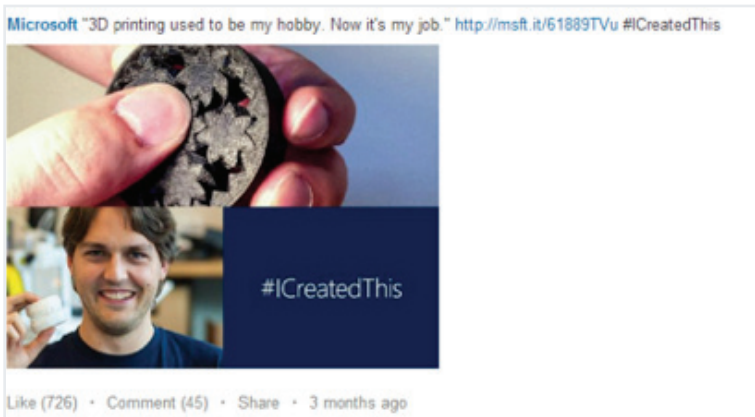 Microsoft "3D printing used to be my hobby. Now it's my job." http://msft.it/61889TVu #ICreatedThis
#ICreatedThis
Like (726) · Comment (45) · Share · 3 months ago